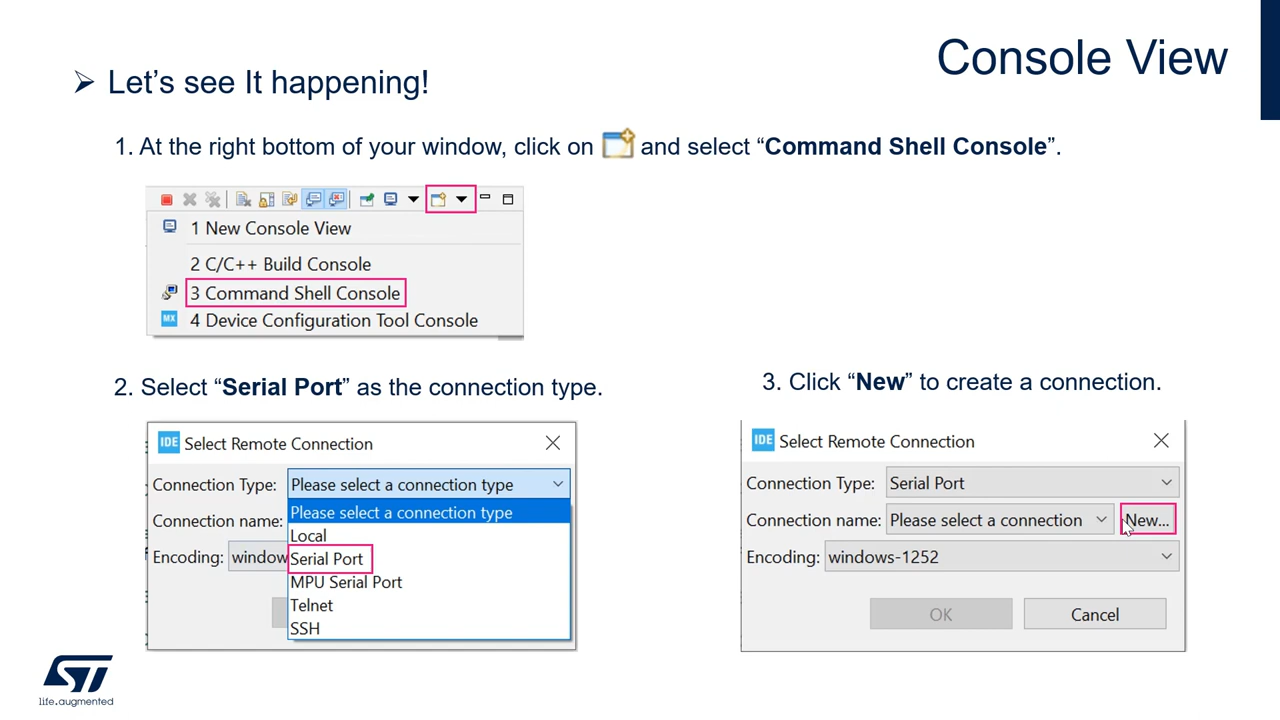 Console View
➢ Let’s see It happening!
1. At the right bottom of your window, click on and select “Command Shell Console”.
1 New Console View
2 C/C++ Build Console
3 Command Shell Console
MX 4 Device Configuration Tool Console
2. Select “Serial Port” as the connection type.
IDE Select Remote Connection
Connection Type: Please select a connection type
Please select a connection type
Connection name:
Local
Encoding: window
Serial Port
MPU Serial Port
Telnet
SSH
3. Click “New” to create a connection.
IDE Select Remote Connection
Connection Type: Serial Port
Connection name: Please select a connection New...
Encoding: windows-1252
OK Cancel
ST
life.augmented